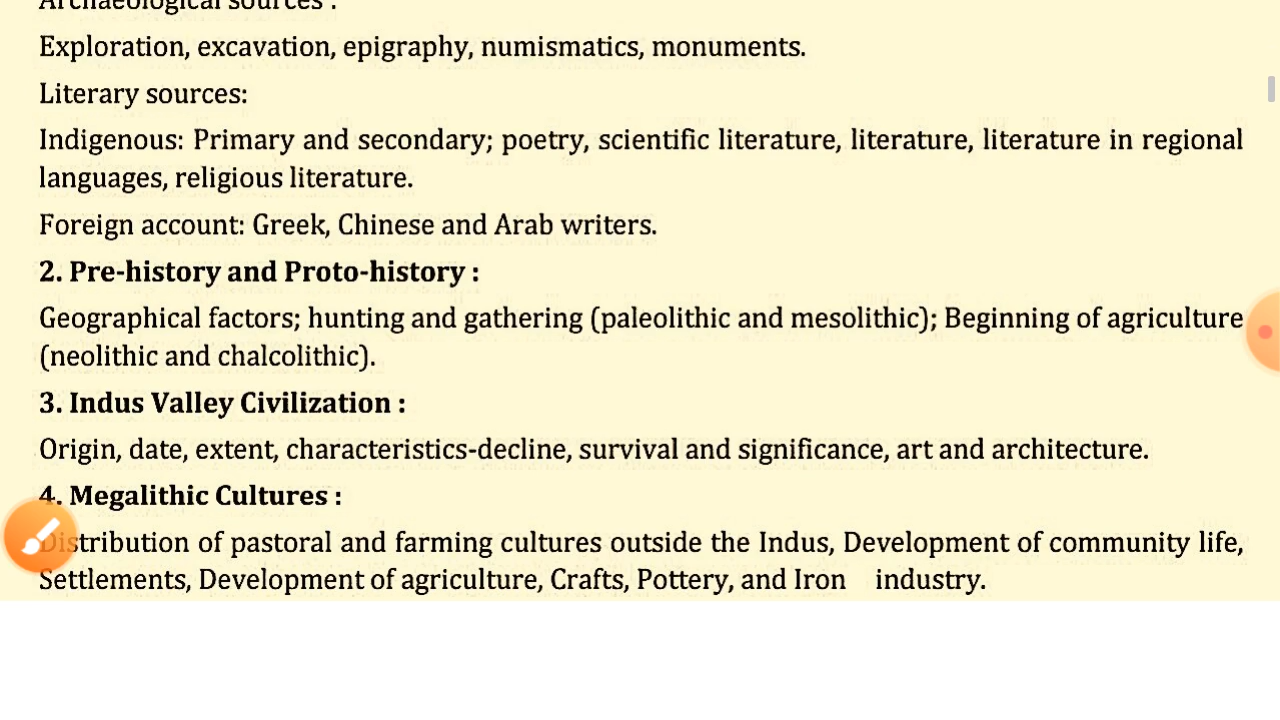 Archaeological sources :
Exploration, excavation, epigraphy, numismatics, monuments.
Literary sources:
Indigenous: Primary and secondary; poetry, scientific literature, literature, literature in regional
languages, religious literature.
Foreign account: Greek, Chinese and Arab writers.
2. Pre-history and Proto-history :
Geographical factors; hunting and gathering (paleolithic and mesolithic); Beginning of agriculture
(neolithic and chalcolithic).
3. Indus Valley Civilization :
Origin, date, extent, characteristics-decline, survival and significance, art and architecture.
4. Megalithic Cultures :
Distribution of pastoral and farming cultures outside the Indus, Development of community life,
Settlements, Development of agriculture, Crafts, Pottery, and Iron industry.